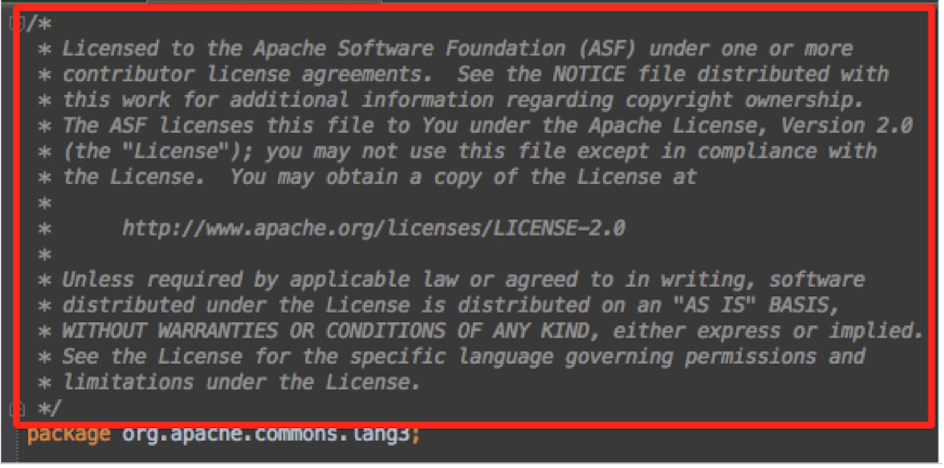 /*
* Licensed to the Apache Software Foundation (ASF) under one or more
* contributor license agreements.  See the NOTICE file distributed with
* this work for additional information regarding copyright ownership.
* The ASF licenses this file to You under the Apache License, Version 2.0
* (the "License"); you may not use this file except in compliance with
* the License.  You may obtain a copy of the License at
*
*      http://www.apache.org/licenses/LICENSE-2.0
*
* Unless required by applicable law or agreed to in writing, software
* distributed under the License is distributed on an "AS IS" BASIS,
* WITHOUT WARRANTIES OR CONDITIONS OF ANY KIND, either express or implied.
* See the License for the specific language governing permissions and
* limitations under the License.
*/
package org.apache.commons.lang3;